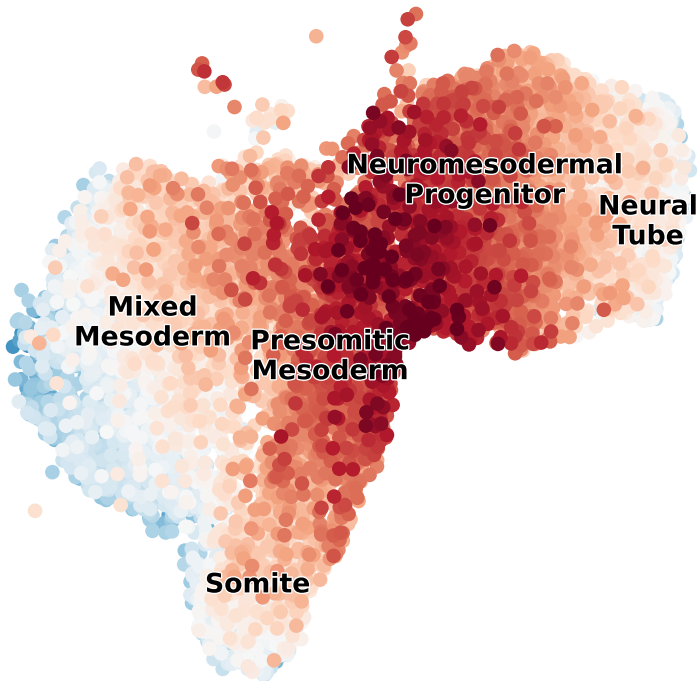 Neuromesodermal
Progenitor
Neural
Tube
Mixed
Mesoderm
Presomitic
Mesoderm
Somite